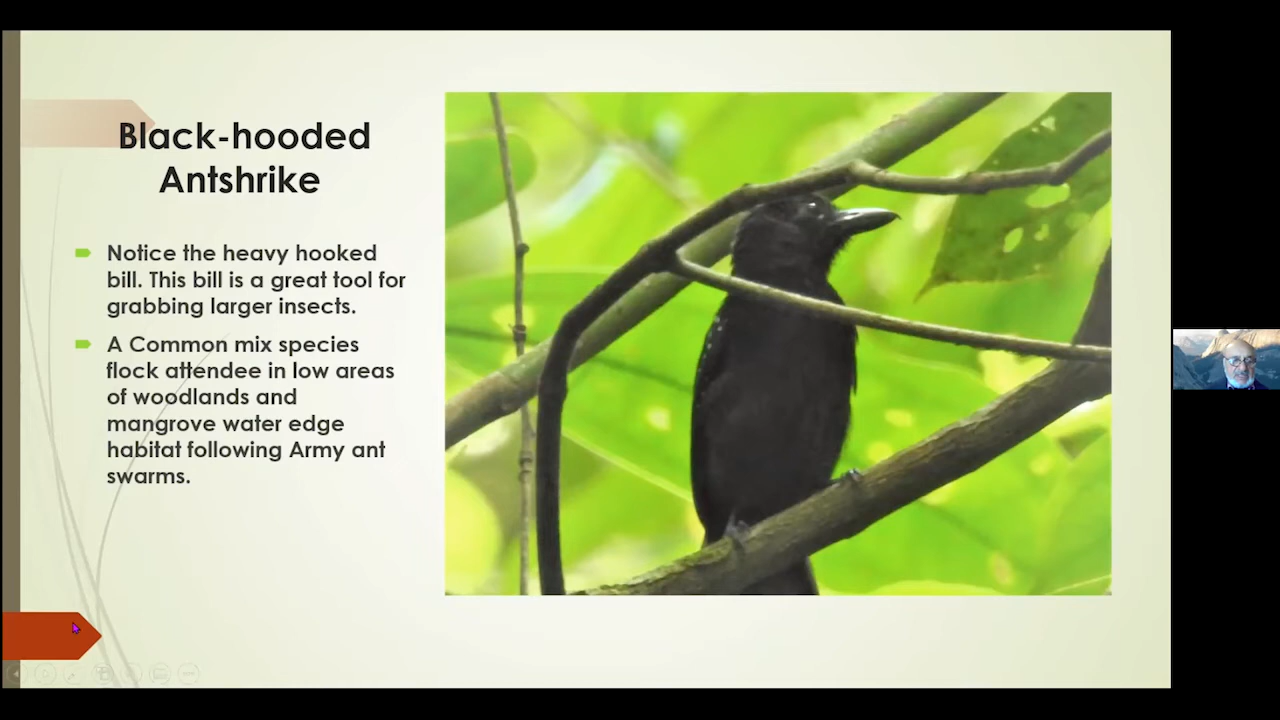 Black-hooded
Antshrike
Notice the heavy hooked
bill. This bill is a great tool for
grabbing larger insects.
A Common mix species
flock attendee in low areas
of woodlands and
mangrove water edge
habitat following Army ant
swarms.